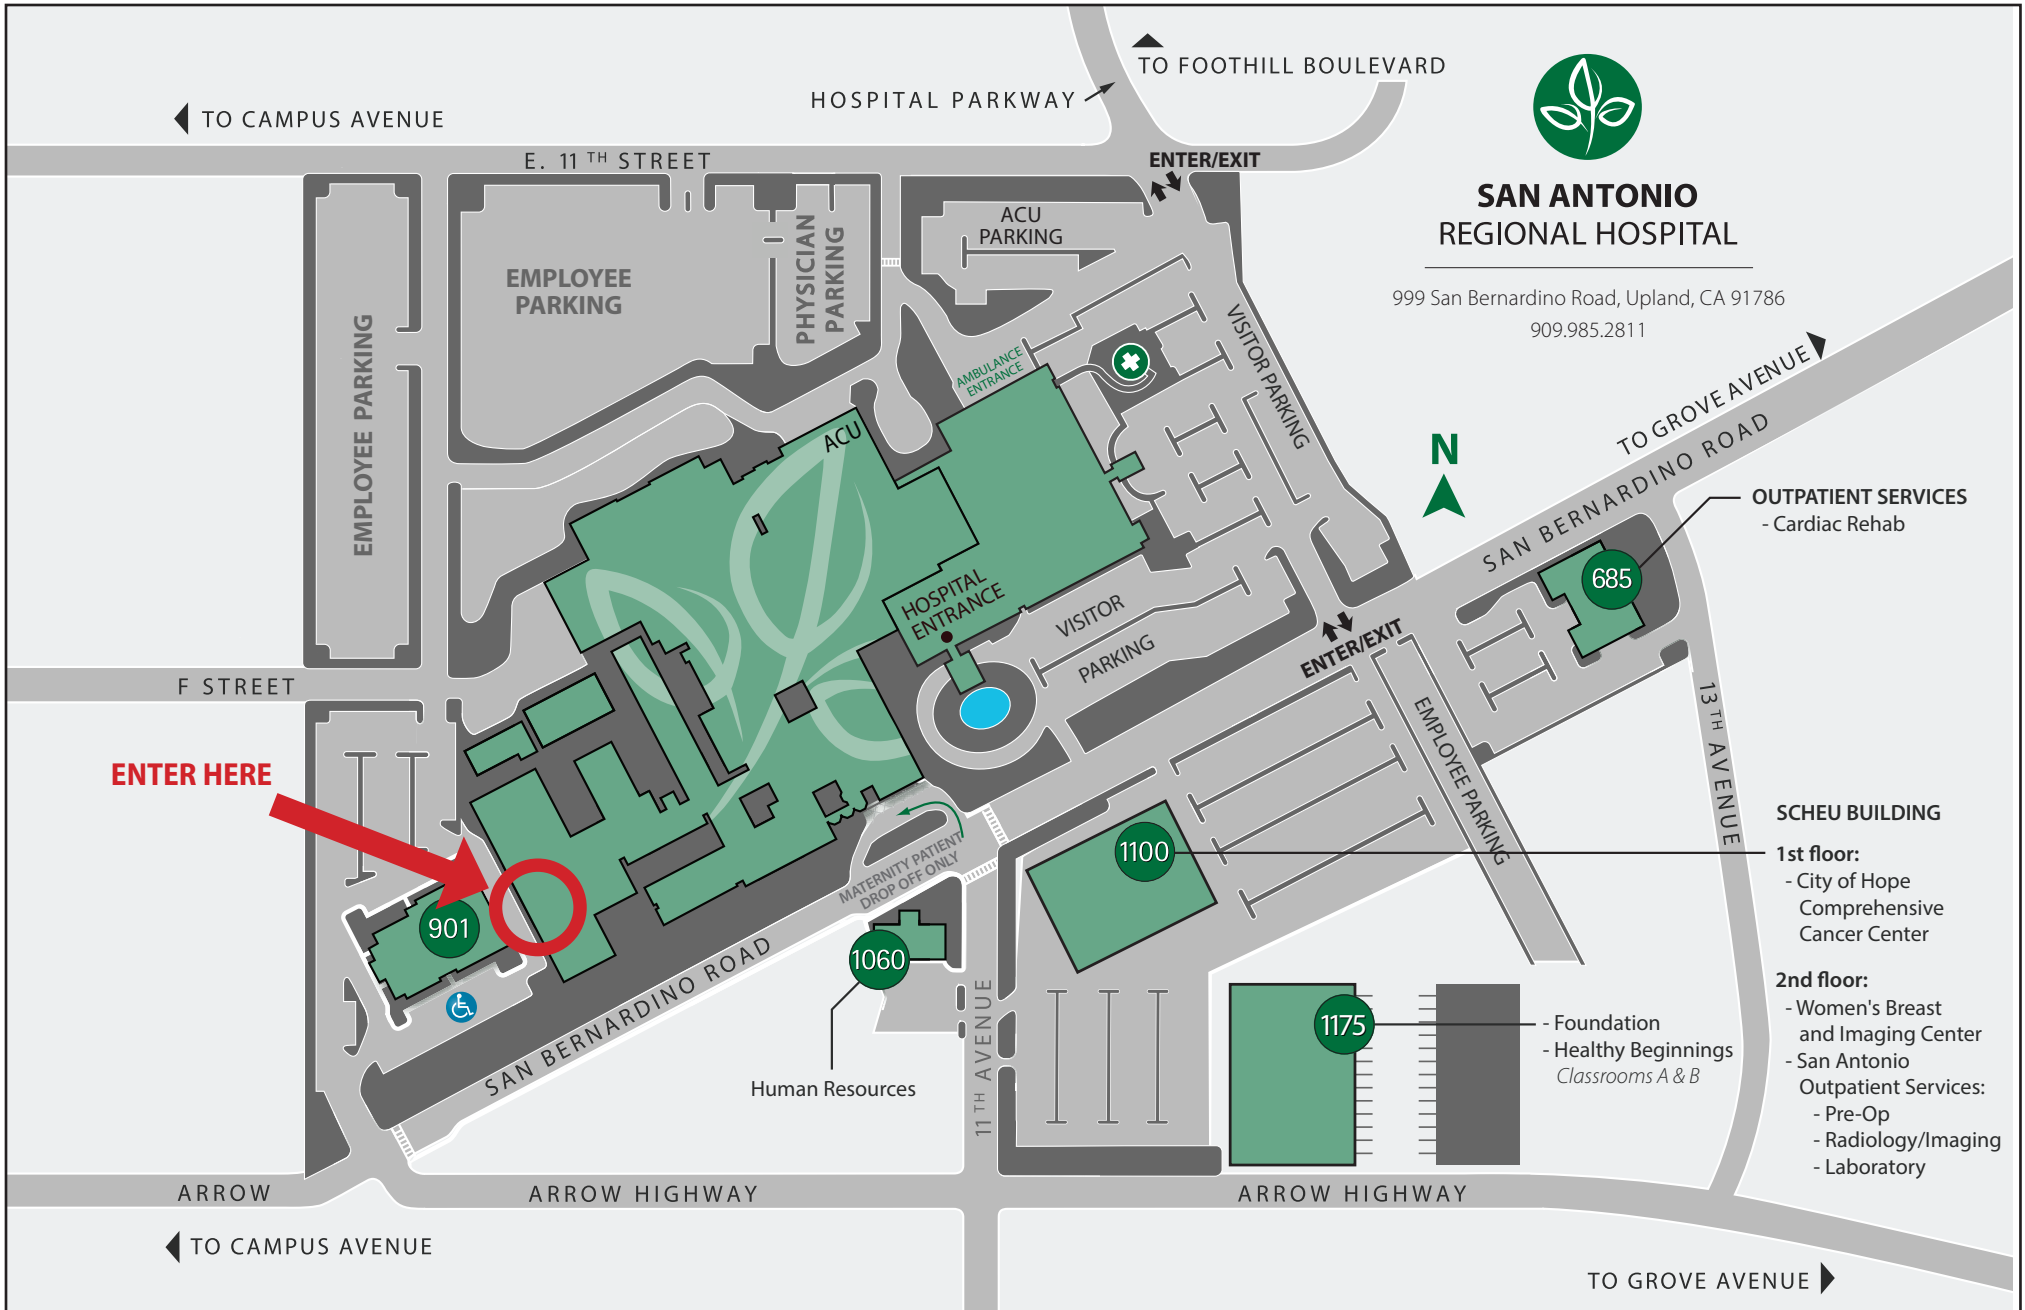 TO FOOTHILL BOULEVARD
HOSPITAL PARKWAY
TO CAMPUS AVENUE
E. 11 TH STREET
ENTER/EXIT
SAN ANTONIO
REGIONAL HOSPITAL
999 San Bernardino Road, Upland, CA 91786
909.985.2811
ACU
PARKING
EMPLOYEE
PARKING
PHYSICIAN
PARKING
EMPLOYEE PARKING
VISITOR PARKING
AMBULANCE
ENTRANCE
ACU
TO GROVE AVENUE
SAN BERNARDINO ROAD
N
OUTPATIENT SERVICES
- Cardiac Rehab
685
HOSPITAL
ENTRANCE
VISITOR
PARKING
ENTER/EXIT
F STREET
EMPLOYEE PARKING
13 TH AVENUE
ENTER HERE
SCHEU BUILDING
1st floor:
- City of Hope
Comprehensive
Cancer Center
2nd floor:
- Women's Breast
and Imaging Center
- San Antonio
Outpatient Services:
- Pre-Op
- Radiology/Imaging
- Laboratory
1100
MATERNITY PATIENT
DROP OFF ONLY
901
1060
SAN BERNARDINO ROAD
Human Resources
11 TH AVENUE
1175
- Foundation
- Healthy Beginnings
Classrooms A & B
ARROW
ARROW HIGHWAY
ARROW HIGHWAY
TO CAMPUS AVENUE
TO GROVE AVENUE